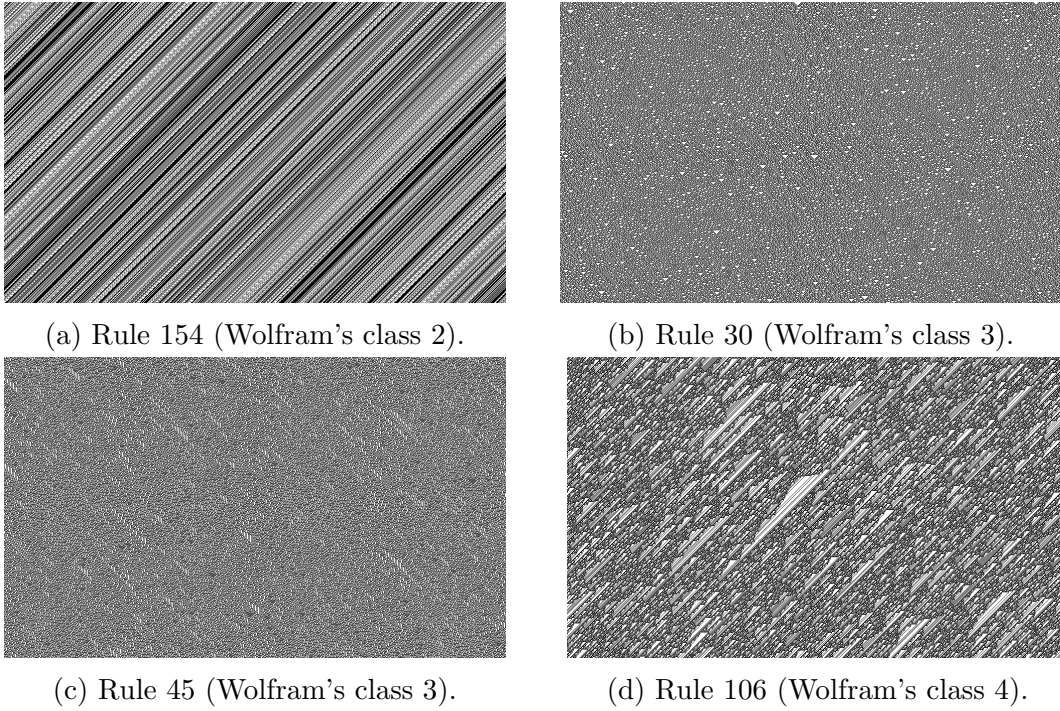 (a) Rule 154 (Wolfram's class 2).
(b) Rule 30 (Wolfram's class 3).
(c) Rule 45 (Wolfram's class 3).
(d) Rule 106 (Wolfram's class 4).